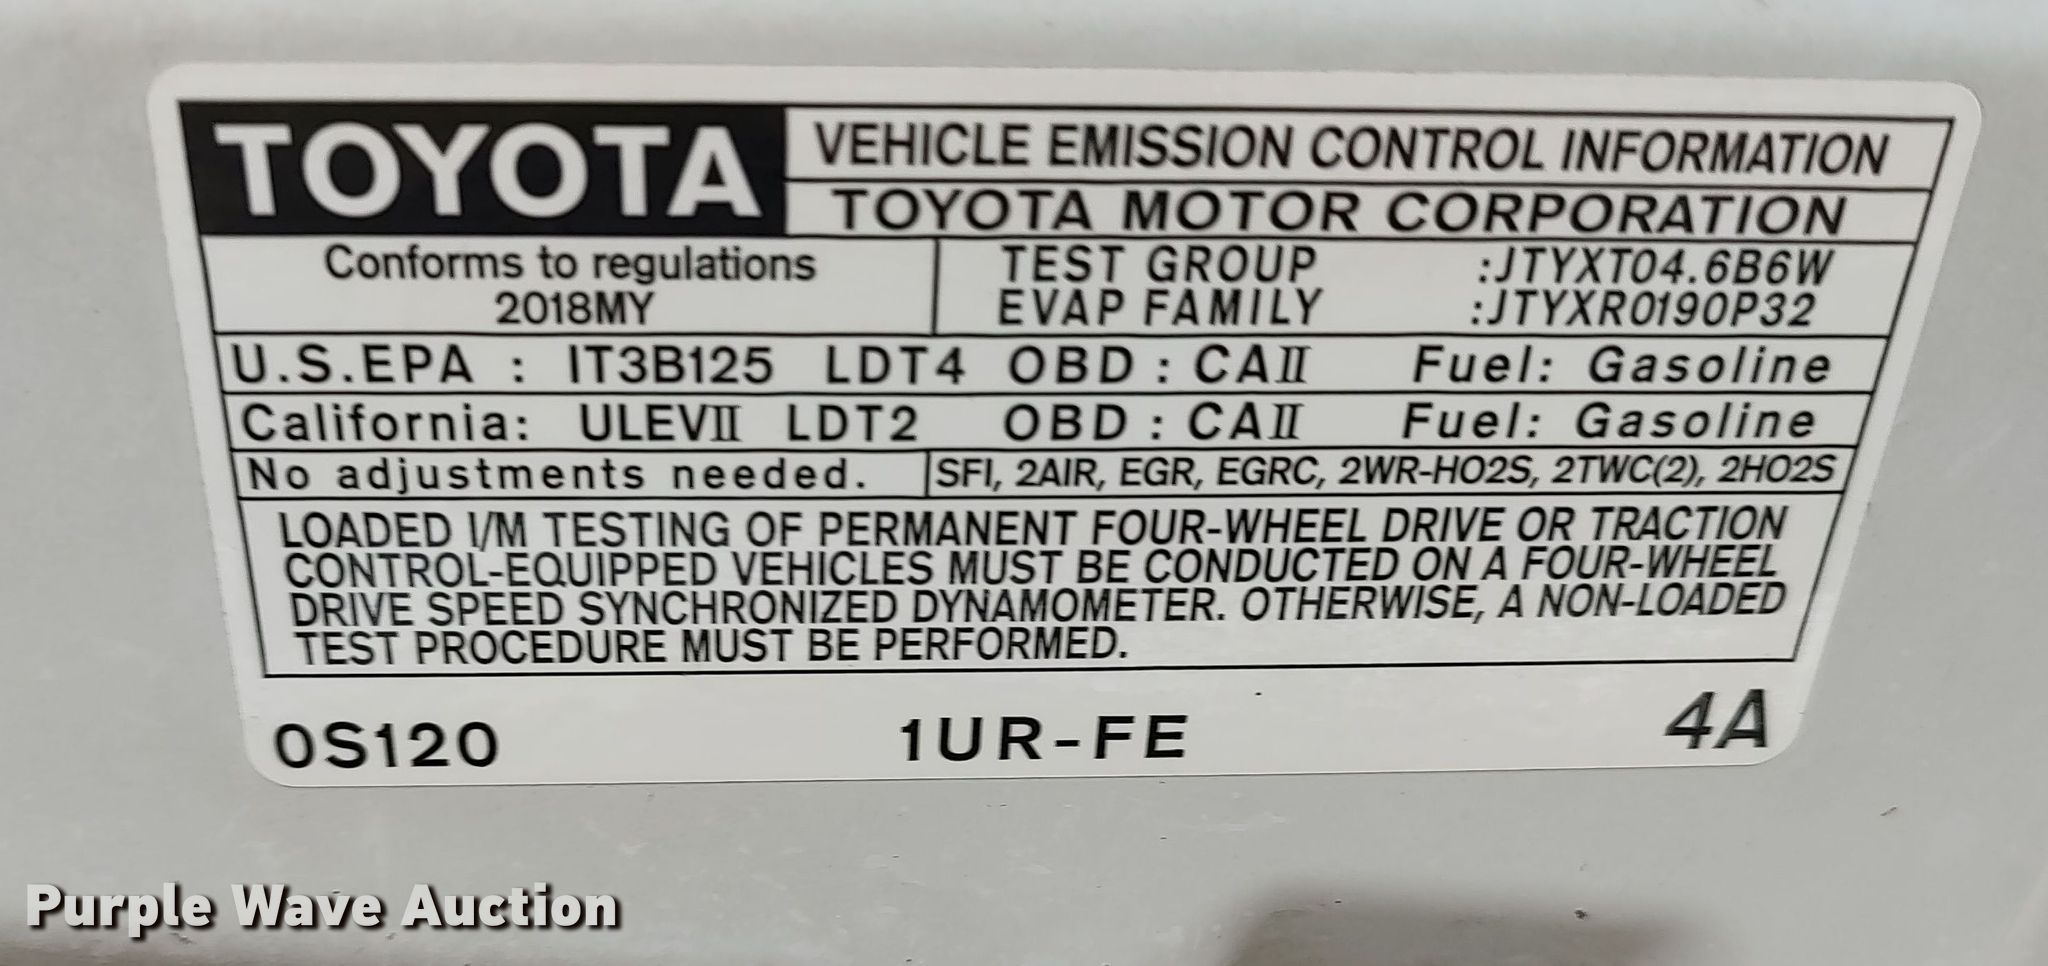 TOYOTA
VEHICLE EMISSION CONTROL INFORMATION
TOYOTA MOTOR CORPORATION
Conforms to regulations
2018MY
TEST GROUP :JTYXT04.6B6W
EVAP FAMILY :JTYXR0190P32
U.S.EPA : IT3B125 LDT4 OBD : CAⅡ Fuel: Gasoline
California: ULEVⅡ LDT2 OBD : CAⅡ Fuel: Gasoline
No adjustments needed. SFI, 2AIR, EGR, EGRC, 2WR-HO2S, 2TWC(2), 2HO2S
LOADED I/M TESTING OF PERMANENT FOUR-WHEEL DRIVE OR TRACTION
CONTROL-EQUIPPED VEHICLES MUST BE CONDUCTED ON A FOUR-WHEEL
DRIVE SPEED SYNCHRONIZED DYNAMOMETER. OTHERWISE, A NON-LOADED
TEST PROCEDURE MUST BE PERFORMED.
0S120 1UR-FE 4A
Purple Wave Auction